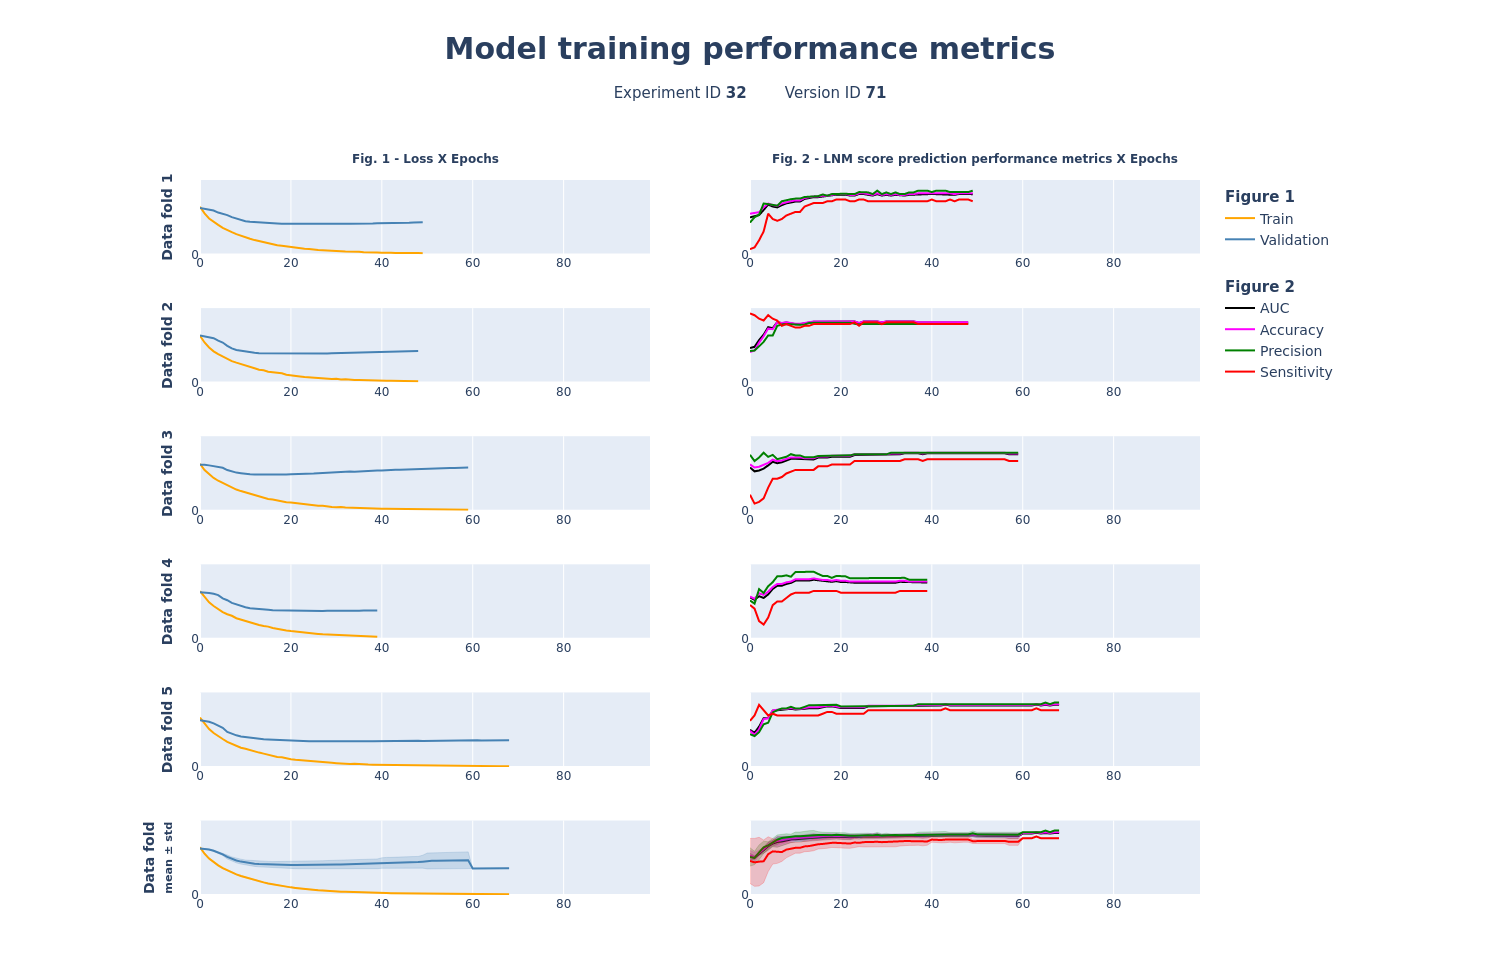 Model training performance metrics
Experiment ID 32 Version ID 71
Fig. 1 - Loss X Epochs
Fig. 2 - LNM score prediction performance metrics X Epochs
Data fold 1
0
0 20 40 60 80
0
0 20 40 60 80
Figure 1
Train
Validation
Figure 2
AUC
Accuracy
Precision
Sensitivity
Data fold 2
0
0 20 40 60 80
0
0 20 40 60 80
Data fold 3
0
0 20 40 60 80
0
0 20 40 60 80
Data fold 4
0
0 20 40 60 80
0
0 20 40 60 80
Data fold 5
0
0 20 40 60 80
0
0 20 40 60 80
Data fold
mean ± std
0
0 20 40 60 80
0
0 20 40 60 80